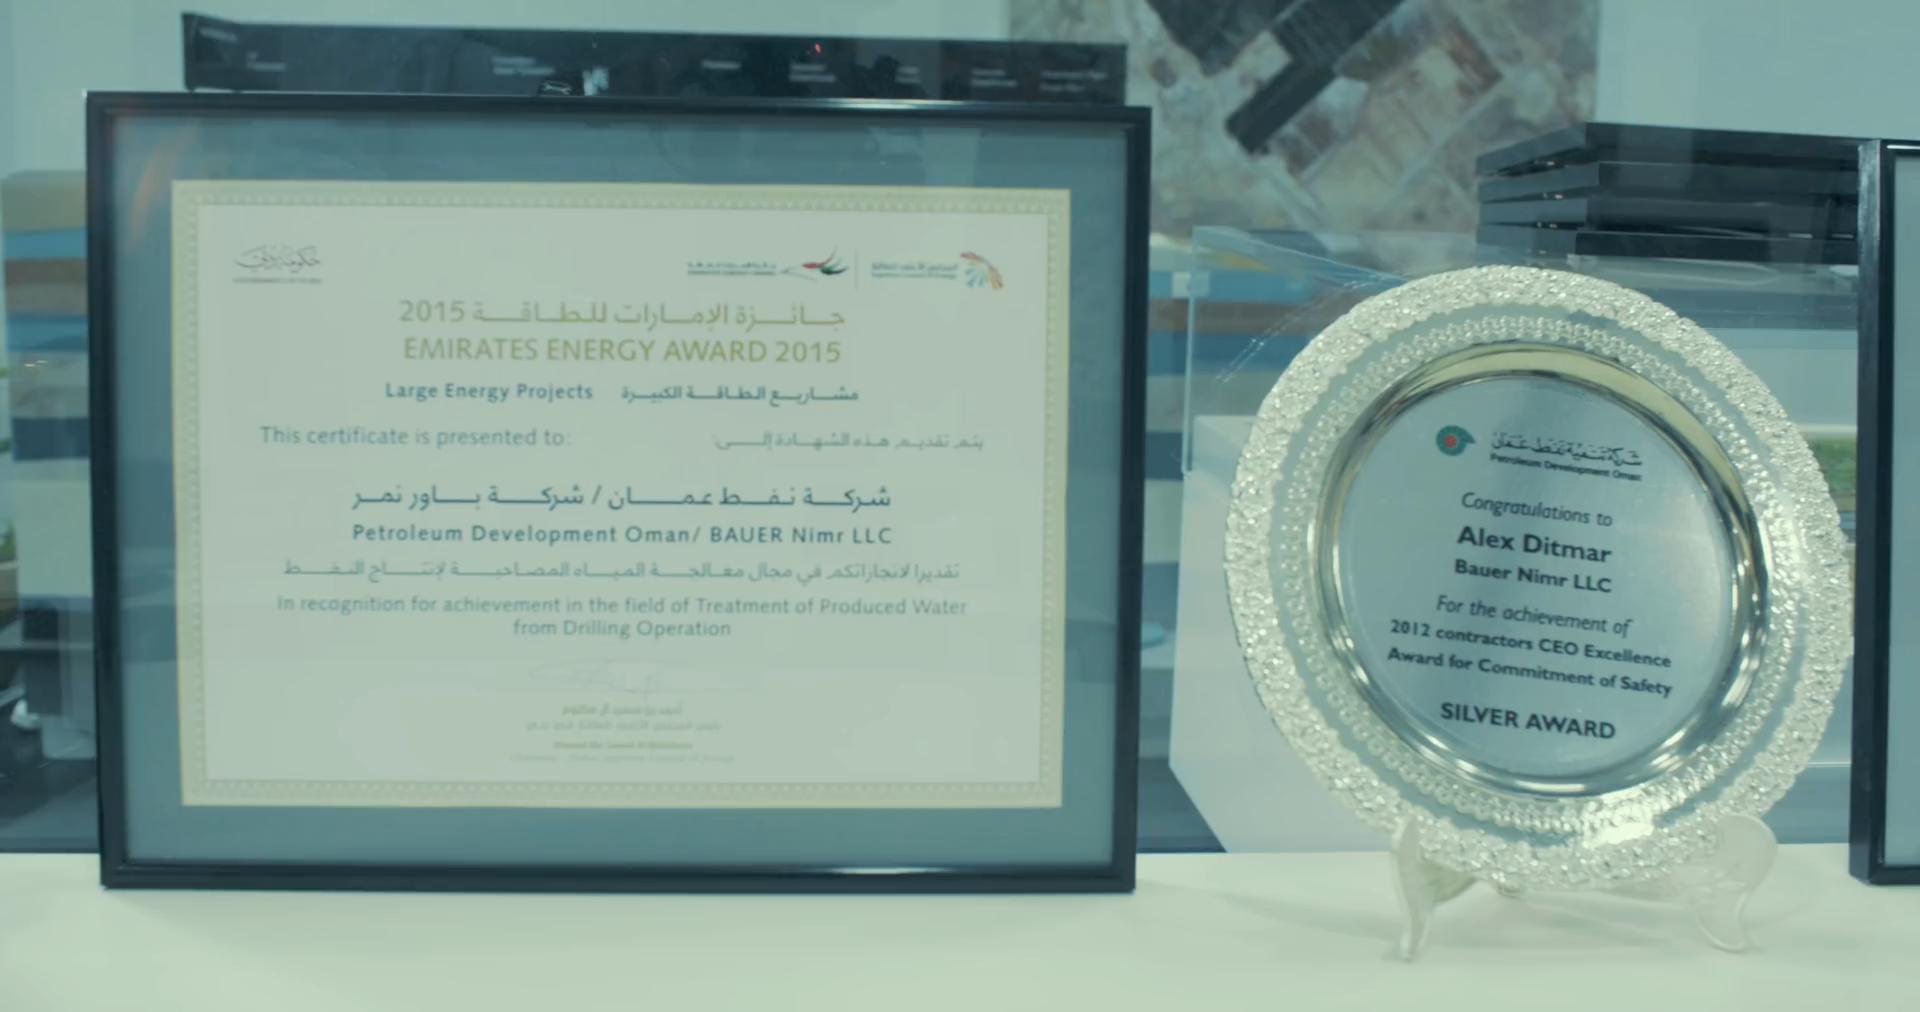 حكومة دبي
2015 جائزة الإمارات للطاقة
EMIRATES ENERGY AWARD 2015
Large Energy Projects مشاريع الطاقة الكبيرة
This certificate is presented to: يتم تقديم هذه الشهادة إلى:
شركة نفط عمان / شركة باور نمر
Petroleum Development Oman/ BAUER Nimr LLC
تقديرا لانجازاتكم في مجال معالجة المياه المصاحبة لإنتاج النفط
In recognition for achievement in the field of Treatment of Produced Water
from Drilling Operation
شركة تنمية نفط عمان
Petroleum Development Oman
Congratulations to
Alex Ditmar
Bauer Nimr LLC
For the achievement of
2012 contractors CEO Excellence
Award for Commitment of Safety
SILVER AWARD